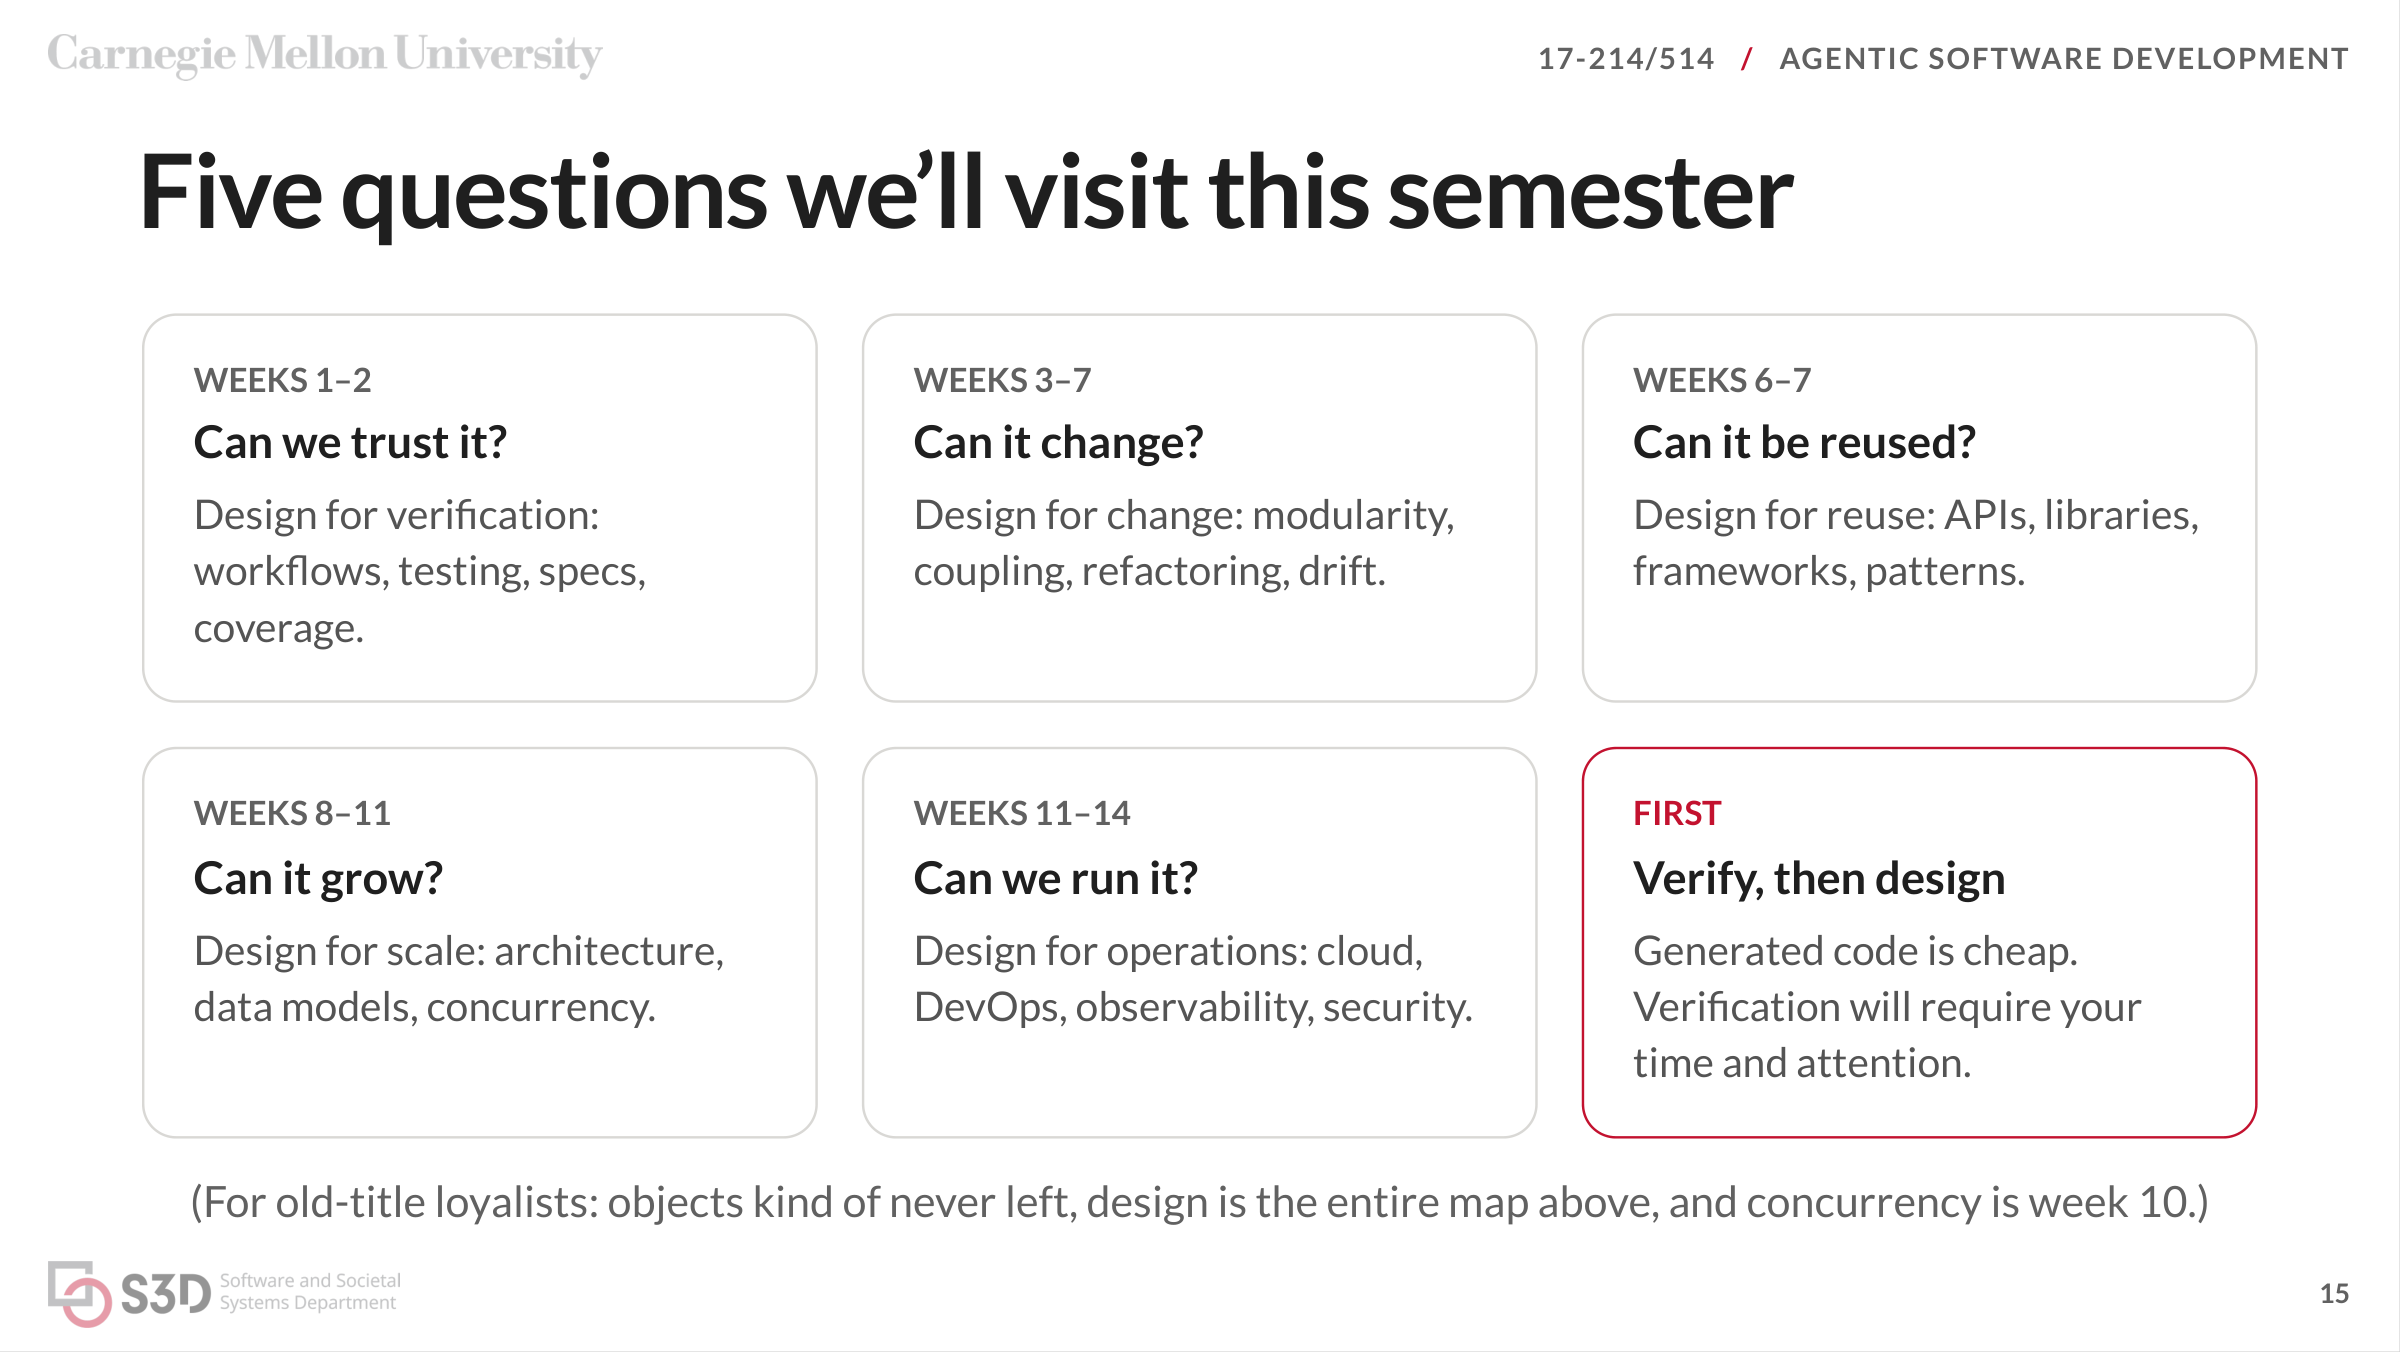 Carnegie Mellon University
17-214/514 / AGENTIC SOFTWARE DEVELOPMENT
Five questions we’ll visit this semester
WEEKS 1–2
Can we trust it?
Design for verification:
workflows, testing, specs,
coverage.
WEEKS 3–7
Can it change?
Design for change: modularity,
coupling, refactoring, drift.
WEEKS 6–7
Can it be reused?
Design for reuse: APIs, libraries,
frameworks, patterns.
WEEKS 8–11
Can it grow?
Design for scale: architecture,
data models, concurrency.
WEEKS 11–14
Can we run it?
Design for operations: cloud,
DevOps, observability, security.
FIRST
Verify, then design
Generated code is cheap.
Verification will require your
time and attention.
(For old-title loyalists: objects kind of never left, design is the entire map above, and concurrency is week 10.)
S3D Software and Societal
Systems Department
15